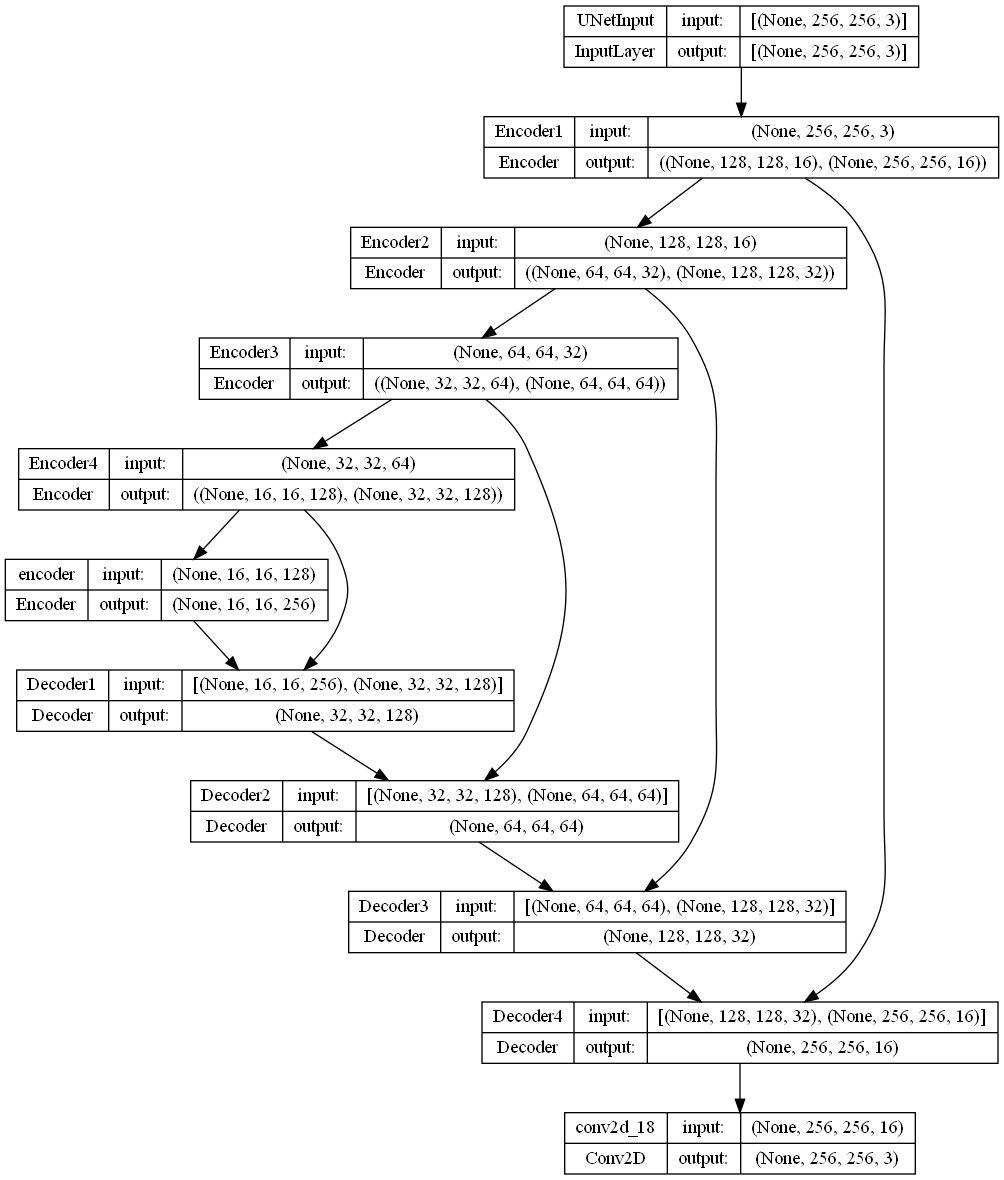 UNetInput input: [(None, 256, 256, 3)]
InputLayer output: [(None, 256, 256, 3)]
Encoder1 input: (None, 256, 256, 3)
Encoder output: ((None, 128, 128, 16), (None, 256, 256, 16))
Encoder2 input: (None, 128, 128, 16)
Encoder output: ((None, 64, 64, 32), (None, 128, 128, 32))
Encoder3 input: (None, 64, 64, 32)
Encoder output: ((None, 32, 32, 64), (None, 64, 64, 64))
Encoder4 input: (None, 32, 32, 64)
Encoder output: ((None, 16, 16, 128), (None, 32, 32, 128))
encoder input: (None, 16, 16, 128)
Encoder output: (None, 16, 16, 256)
Decoder1 input: [(None, 16, 16, 256), (None, 32, 32, 128)]
Decoder output: (None, 32, 32, 128)
Decoder2 input: [(None, 32, 32, 128), (None, 64, 64, 64)]
Decoder output: (None, 64, 64, 64)
Decoder3 input: [(None, 64, 64, 64), (None, 128, 128, 32)]
Decoder output: (None, 128, 128, 32)
Decoder4 input: [(None, 128, 128, 32), (None, 256, 256, 16)]
Decoder output: (None, 256, 256, 16)
conv2d_18 input: (None, 256, 256, 16)
Conv2D output: (None, 256, 256, 3)